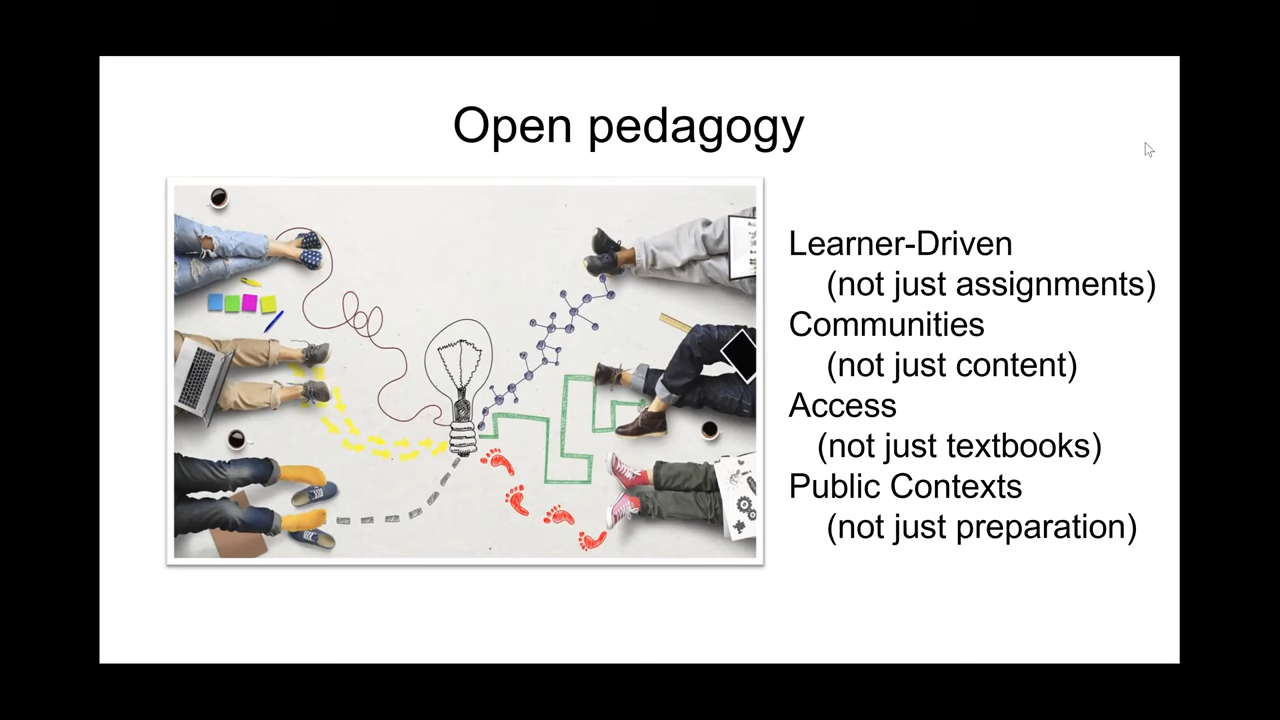 Open pedagogy
Learner-Driven
(not just assignments)
Communities
(not just content)
Access
(not just textbooks)
Public Contexts
(not just preparation)